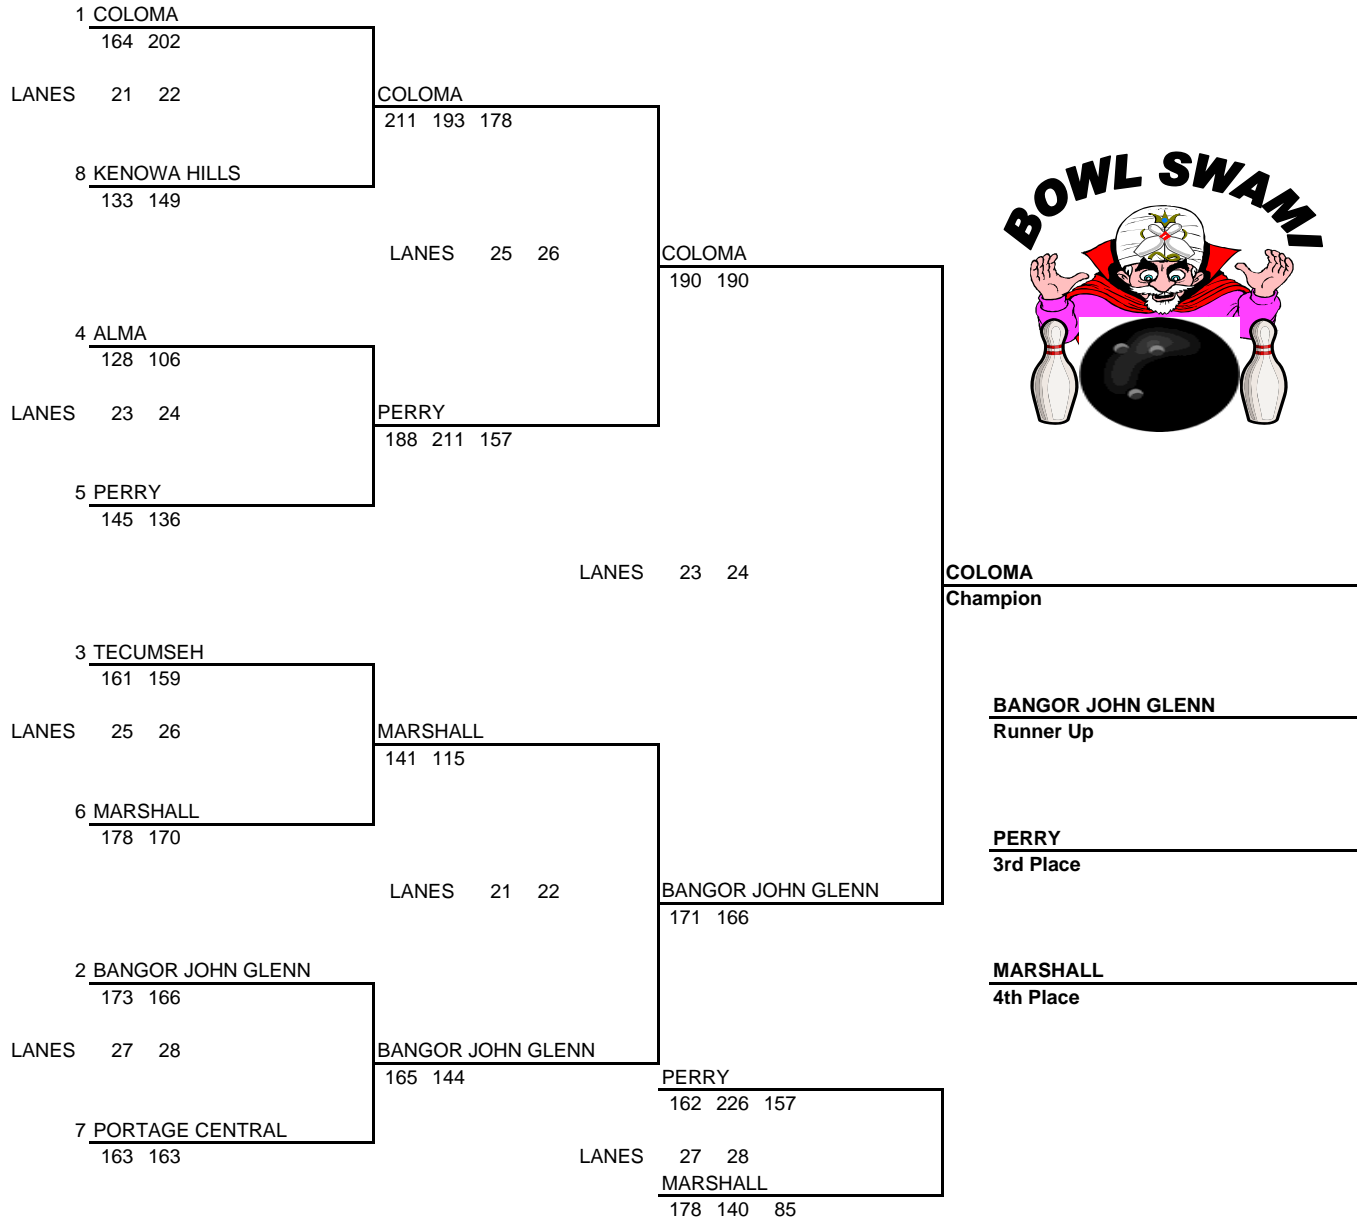 1 COLOMA
164 202
LANES 21 22
COLOMA
211 193 178
8 KENOWA HILLS
133 149
BOWL SWAMI
LANES 25 26
COLOMA
190 190
4 ALMA
128 106
LANES 23 24
PERRY
188 211 157
5 PERRY
145 136
LANES 23 24
COLOMA
Champion
3 TECUMSEH
161 159
BANGOR JOHN GLENN
Runner Up
LANES 25 26
MARSHALL
141 115
6 MARSHALL
178 170
PERRY
3rd Place
LANES 21 22
BANGOR JOHN GLENN
171 166
2 BANGOR JOHN GLENN
173 166
MARSHALL
4th Place
LANES 27 28
BANGOR JOHN GLENN
165 144
PERRY
162 226 157
7 PORTAGE CENTRAL
163 163
LANES 27 28
MARSHALL
178 140 85